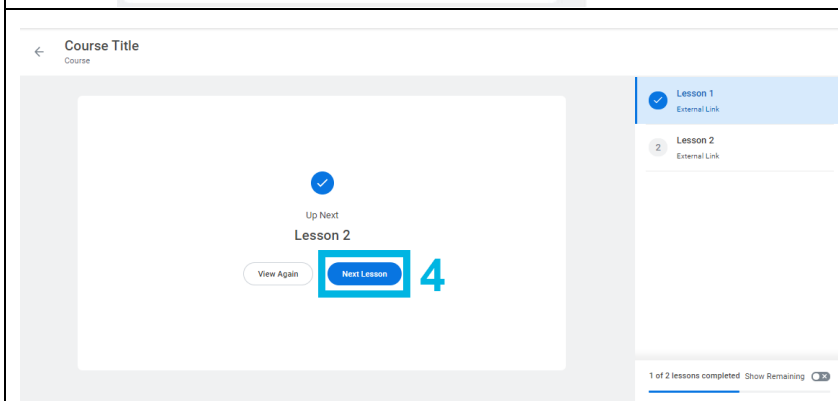 Course Title
Course
Lesson 1
External Link
2
Lesson 2
External Link
Up Next
Lesson 2
View Again
Next Lesson
4
1 of 2 lessons completed Show Remaining